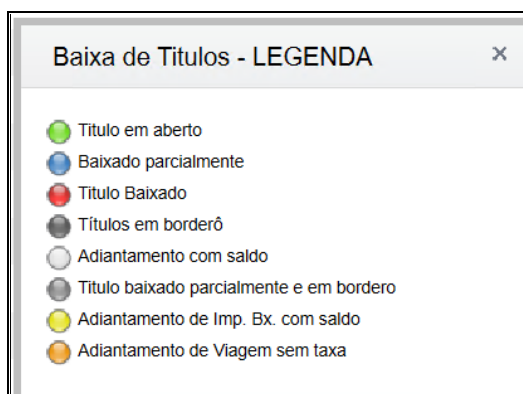 Baixa de Titulos - LEGENDA
Titulo em aberto
Baixado parcialmente
Titulo Baixado
Títulos em borderô
Adiantamento com saldo
Titulo baixado parcialmente e em bordero
Adiantamento de Imp. Bx. com saldo
Adiantamento de Viagem sem taxa